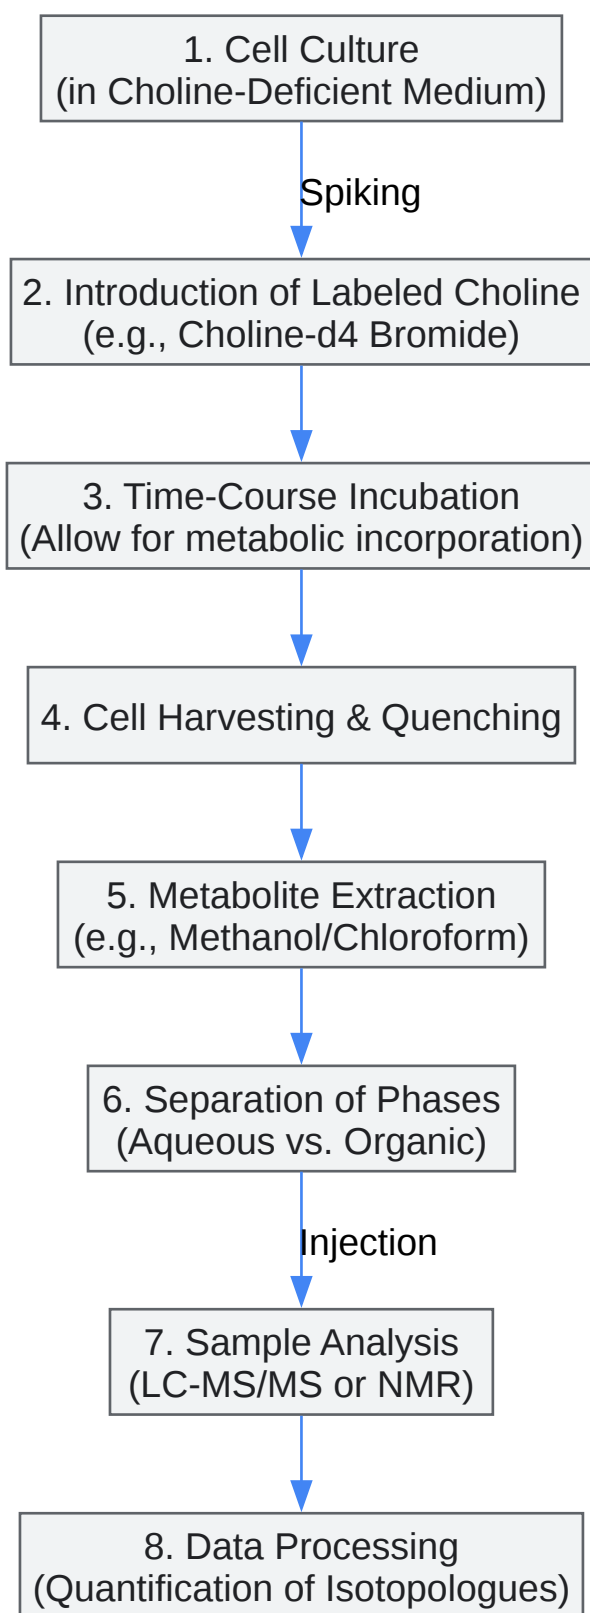 1. Cell Culture
(in Choline-Deficient Medium)
Spiking
2. Introduction of Labeled Choline
(e.g., Choline-d4 Bromide)
3. Time-Course Incubation
(Allow for metabolic incorporation)
4. Cell Harvesting & Quenching
5. Metabolite Extraction
(e.g., Methanol/Chloroform)
6. Separation of Phases
(Aqueous vs. Organic)
Injection
7. Sample Analysis
(LC-MS/MS or NMR)
8. Data Processing
(Quantification of Isotopologues)